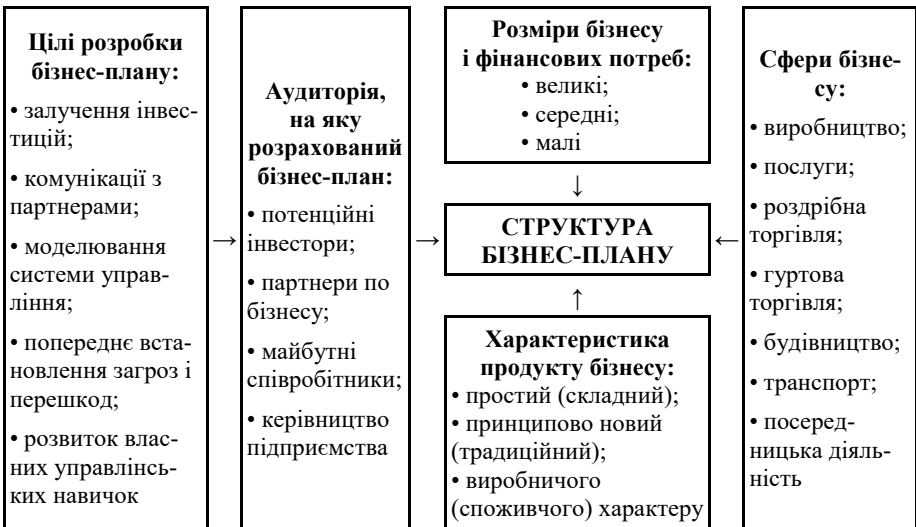 Цілі розробки
бізнес-плану:
• залучення інвес-
тицій;
• комунікації з
партнерами;
• моделювання
системи управ-
ління;
• попереднє вста-
новлення загроз і
перешкод;
• розвиток влас-
них управлінсь-
ких навичок
→
Аудиторія,
на яку
розрахований
бізнес-план:
• потенційні
інвестори;
• партнери по
бізнесу;
• майбутні
співробітники;
• керівництво
підприємства
→
Розміри бізнесу
і фінансових потреб:
• великі;
• середні;
• малі
↓
СТРУКТУРА
БІЗНЕС-ПЛАНУ
↑
Характеристика
продукту бізнесу:
• простий (складний);
• принципово новий
(традиційний);
• виробничого
(споживчого) характеру
←
Сфери бізне-
су:
• виробництво;
• послуги;
• роздрібна
торгівля;
• гуртова
торгівля;
• будівництво;
• транспорт;
• посеред-
ницька діяль-
ність